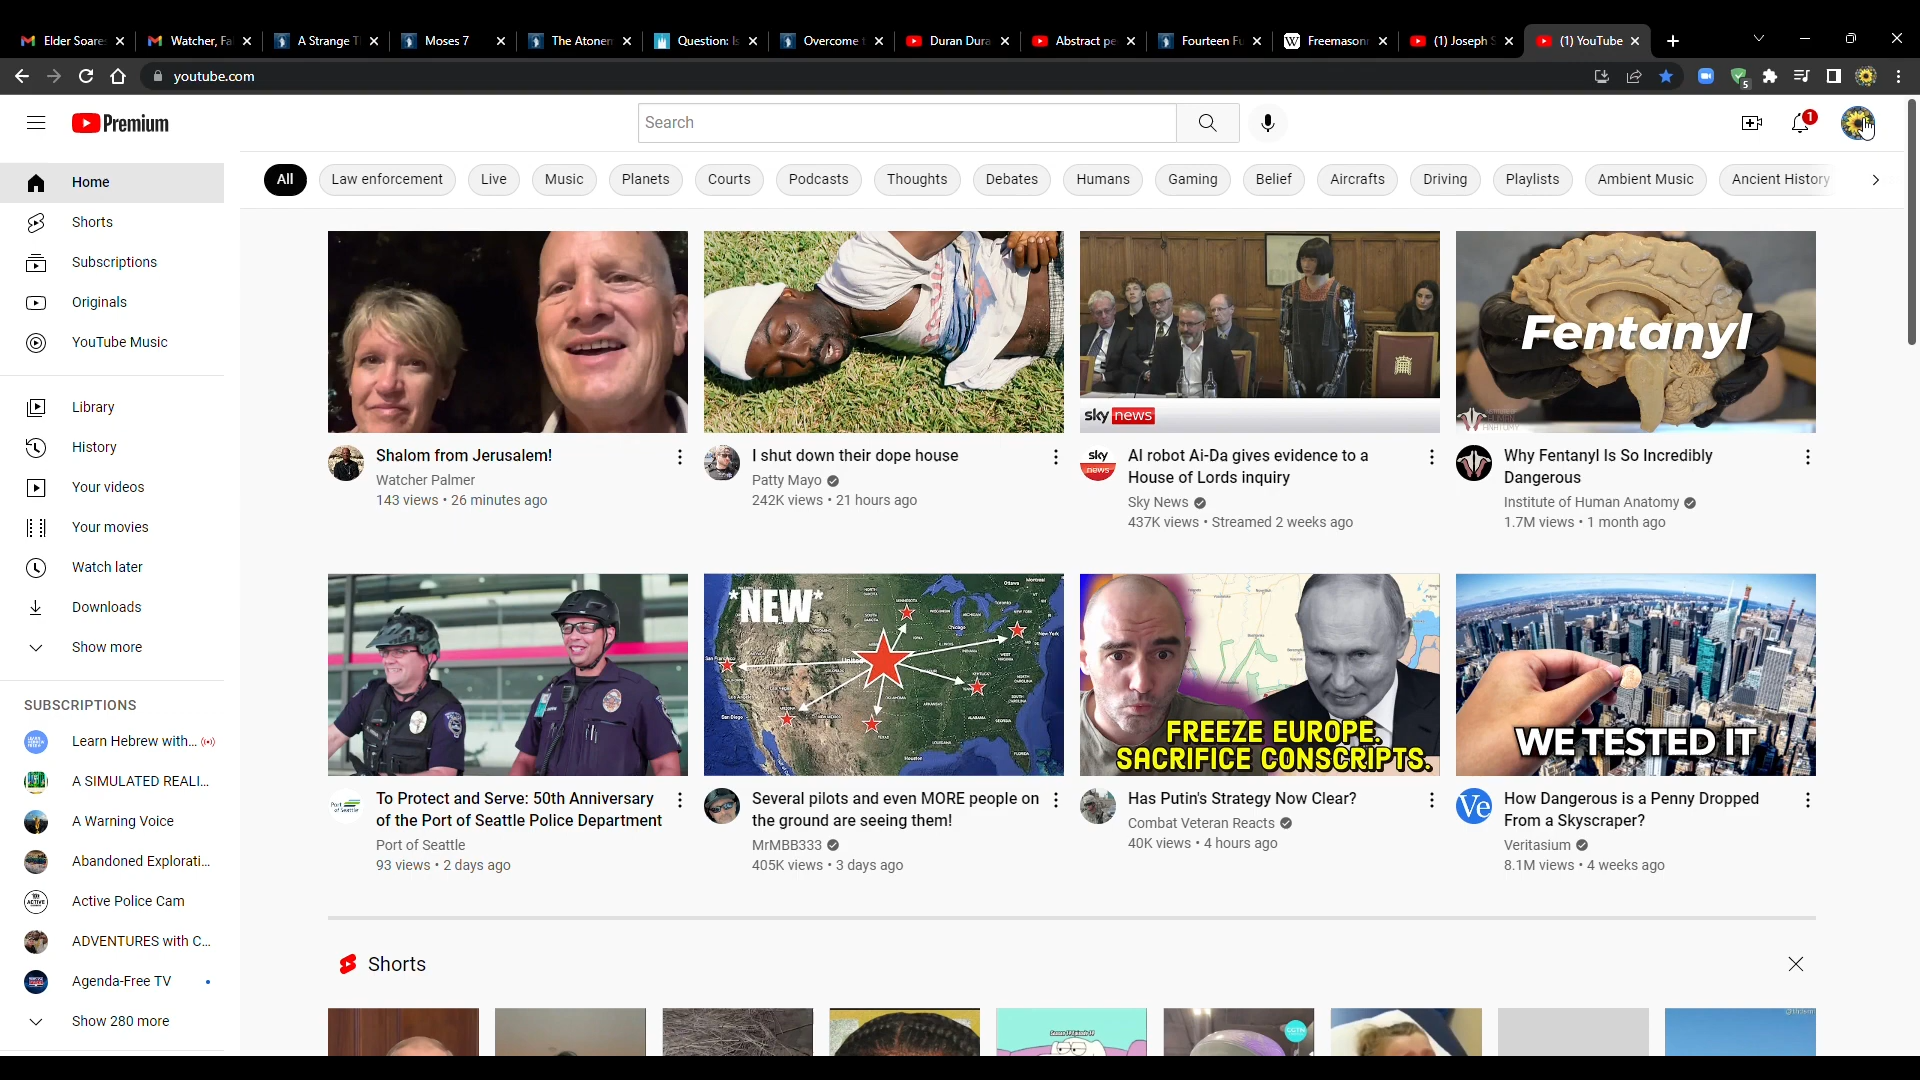 Elder Soares
Watcher, Fa
A Strange T
Moses 7
The Atonem
Question: Is
Overcome t
Duran Dura
Abstract pe
Fourteen Fu
Freemason
(1) Joseph S
(1) YouTube
youtube.com
5
Premium
Search
1
Home
Shorts
Subscriptions
Originals
YouTube Music
Library
History
Your videos
Your movies
Watch later
Downloads
Show more
SUBSCRIPTIONS
Learn Hebrew with...
A SIMULATED REALI...
A Warning Voice
Abandoned Explorati...
Active Police Cam
ADVENTURES with C...
Agenda-Free TV
Show 280 more
All
Law enforcement
Live
Music
Planets
Courts
Podcasts
Thoughts
Debates
Humans
Gaming
Belief
Aircrafts
Driving
Playlists
Ambient Music
Ancient History
sky news
Fentanyl
Shalom from Jerusalem!
Watcher Palmer
143 views • 26 minutes ago
I shut down their dope house
Patty Mayo
242K views • 21 hours ago
sky
news
AI robot Ai-Da gives evidence to a
House of Lords inquiry
Sky News
437K views • Streamed 2 weeks ago
Why Fentanyl Is So Incredibly
Dangerous
Institute of Human Anatomy
1.7M views • 1 month ago
*NEW*
FREEZE EUROPE.
SACRIFICE CONSCRIPTS.
WE TESTED IT
Port of Seattle
To Protect and Serve: 50th Anniversary
of the Port of Seattle Police Department
Port of Seattle
93 views • 2 days ago
Several pilots and even MORE people on
the ground are seeing them!
MrMBB333
405K views • 3 days ago
Has Putin's Strategy Now Clear?
Combat Veteran Reacts
40K views • 4 hours ago
Ve
How Dangerous is a Penny Dropped
From a Skyscraper?
Veritasium
8.1M views • 4 weeks ago
Shorts